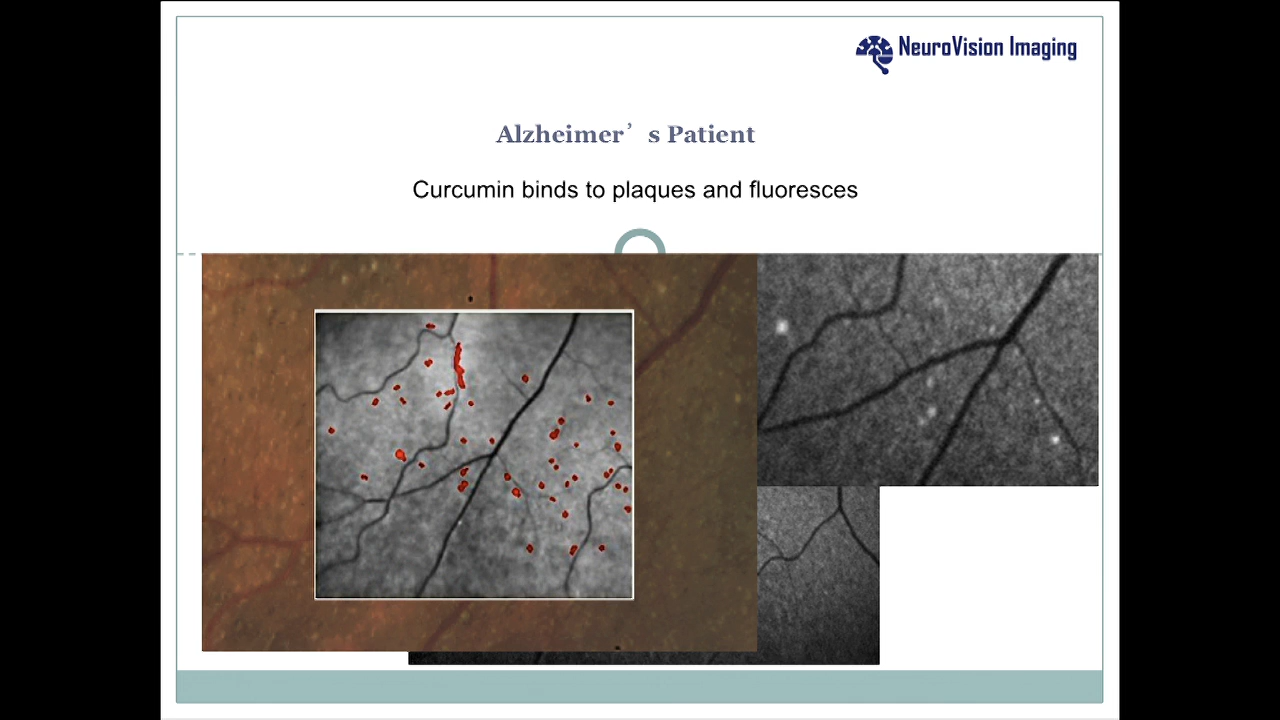 NeuroVision Imaging
Alzheimer’s Patient
Curcumin binds to plaques and fluoresces